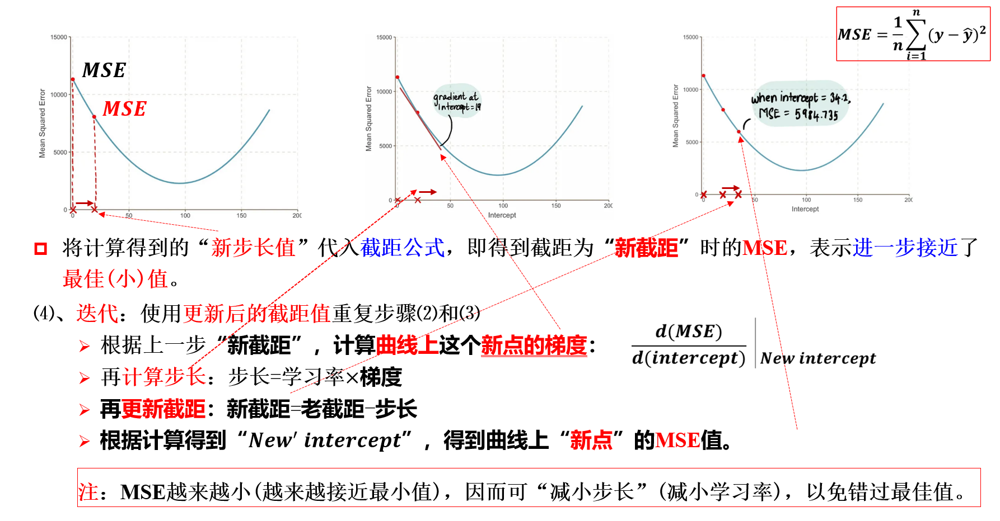 MSE = 1/n ∑ i=1 n (y − ŷ)²
15000
10000
5000
0
Mean Squared Error
MSE
MSE
0 50 100 150 200
15000
10000
5000
0
Mean Squared Error
gradient at
intercept=19
0 50 100 150 200
Intercept
15000
10000
5000
0
Mean Squared Error
when intercept = 34.2,
MSE = 5984.735
0 50 100 150 200
Intercept
将计算得到的“新步长值”代入截距公式，即得到截距为“新截距”时的MSE，表示进一步接近了
最佳(小)值。
⑷、迭代：使用更新后的截距值重复步骤⑵和⑶
➢ 根据上一步“新截距”，计算曲线上这个新点的梯度：
d(MSE)
d(intercept) | New intercept
➢ 再计算步长：步长=学习率×梯度
➢ 再更新截距：新截距=老截距−步长
➢ 根据计算得到“New′ intercept”，得到曲线上“新点”的MSE值。
注：MSE越来越小(越来越接近最小值)，因而可“减小步长”(减小学习率)，以免错过最佳值。